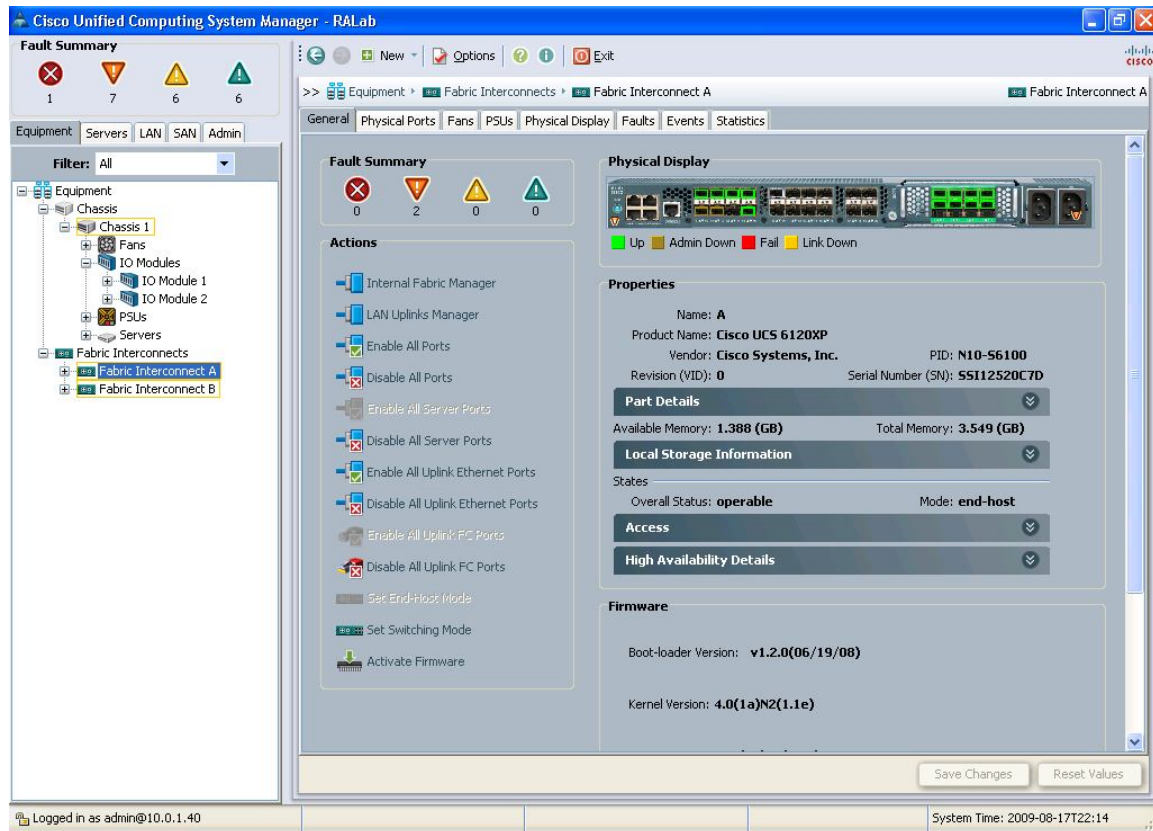 Cisco Unified Computing System Manager - RALab
Fault Summary
1 7 6 6
Equipment Servers LAN SAN Admin
Filter: All
Equipment
Chassis
Chassis 1
Fans
IO Modules
IO Module 1
IO Module 2
PSUs
Servers
Fabric Interconnects
Fabric Interconnect A
Fabric Interconnect B
New Options Exit
CISCO
>> Equipment Fabric Interconnects Fabric Interconnect A Fabric Interconnect A
General Physical Ports Fans PSUs Physical Display Faults Events Statistics
Fault Summary
0 2 0 0
Actions
Internal Fabric Manager
LAN Uplinks Manager
Enable All Ports
Disable All Ports
Enable All Server Ports
Disable All Server Ports
Enable All Uplink Ethernet Ports
Disable All Uplink Ethernet Ports
Enable All Uplink FC Ports
Disable All Uplink FC Ports
Set End-Host Mode
Set Switching Mode
Activate Firmware
Physical Display
Up Admin Down Fail Link Down
Properties
Name: A
Product Name: Cisco UCS 6120XP
Vendor: Cisco Systems, Inc. PID: N10-S6100
Revision (VID): 0 Serial Number (SN): SSI12520C7D
Part Details
Available Memory: 1.388 (GB) Total Memory: 3.549 (GB)
Local Storage Information
States
Overall Status: operable Mode: end-host
Access
High Availability Details
Firmware
Boot-loader Version: v1.2.0(06/19/08)
Kernel Version: 4.0(1a)N2(1.1e)
Save Changes Reset Values
Logged in as admin@10.0.1.40 System Time: 2009-08-17T22:14